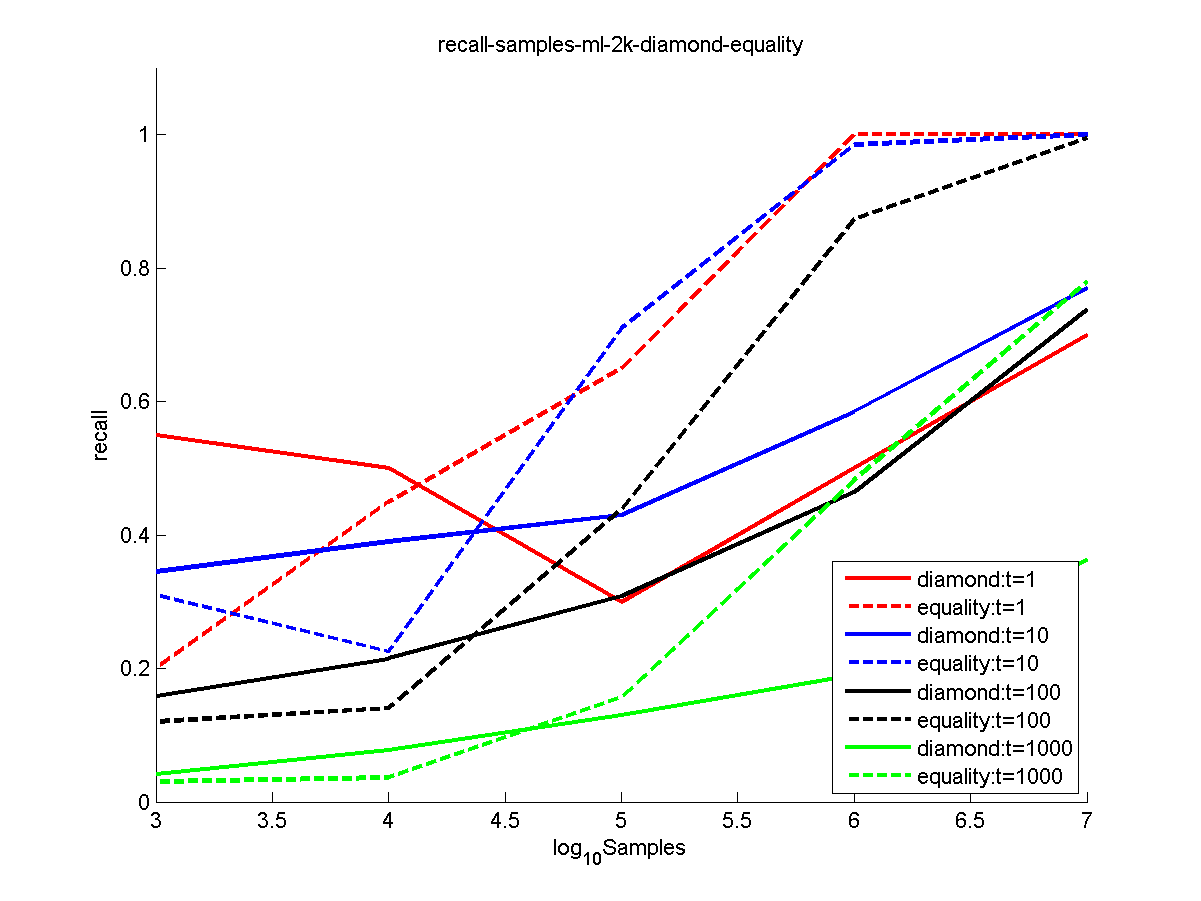 recall-samples-ml-2k-diamond-equality
1
0.8
0.6
0.4
0.2
0
recall
3
3.5
4
4.5
5
5.5
6
6.5
7
log10Samples
diamond:t=1
equality:t=1
diamond:t=10
equality:t=10
diamond:t=100
equality:t=100
diamond:t=1000
equality:t=1000